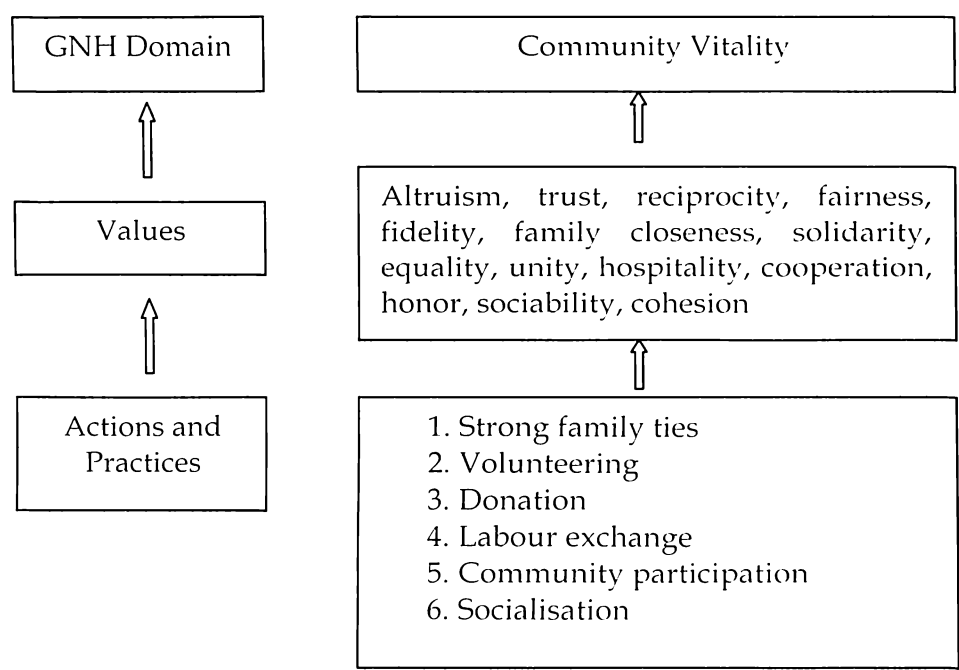 GNH Domain
Community Vitality
Values
Altruism, trust, reciprocity, fairness,
fidelity, family closeness, solidarity,
equality, unity, hospitality, cooperation,
honor, sociability, cohesion
Actions and
Practices
1. Strong family ties
2. Volunteering
3. Donation
4. Labour exchange
5. Community participation
6. Socialisation